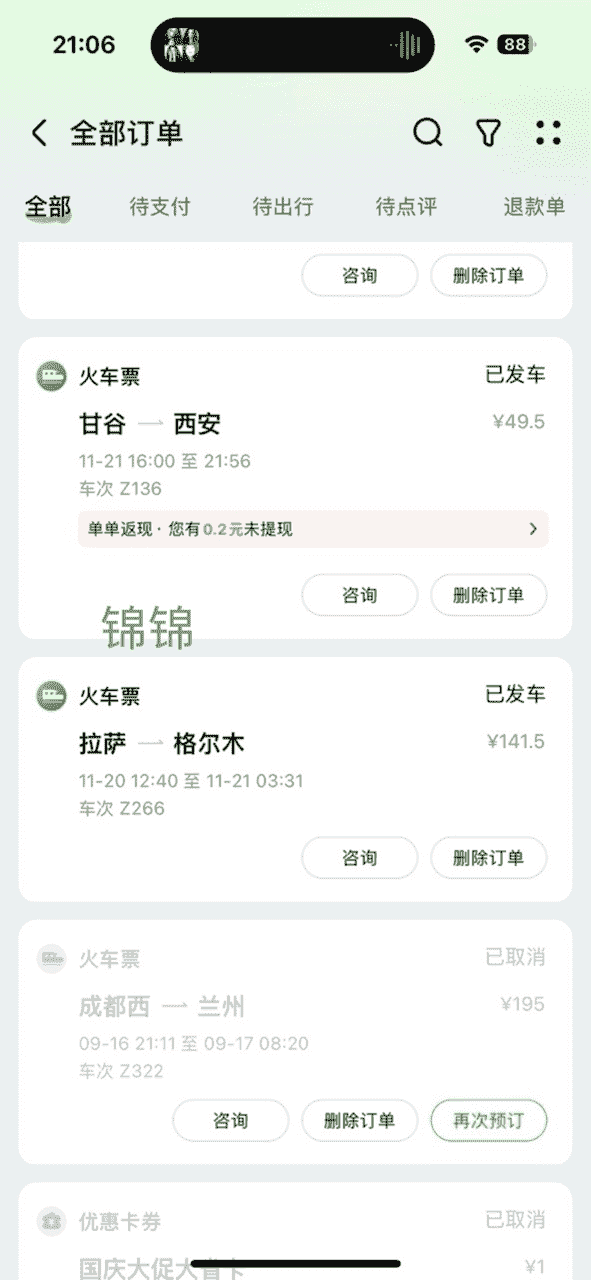 21:06
88
全部订单
全部 待支付 待出行 待点评 退款单
咨询 删除订单
火车票 已发车
甘谷 西安 ¥49.5
11-21 16:00 至 21:56
车次 Z136
单单返现 · 您有0.2元未提现
咨询 删除订单
锦锦
火车票 已发车
拉萨 格尔木 ¥141.5
11-20 12:40 至 11-21 03:31
车次 Z266
咨询 删除订单
火车票 已取消
成都西 兰州 ¥195
09-16 21:11 至 09-17 08:20
车次 Z322
咨询 删除订单 再次预订
优惠卡券 已取消
国庆大促大省卡 ¥1